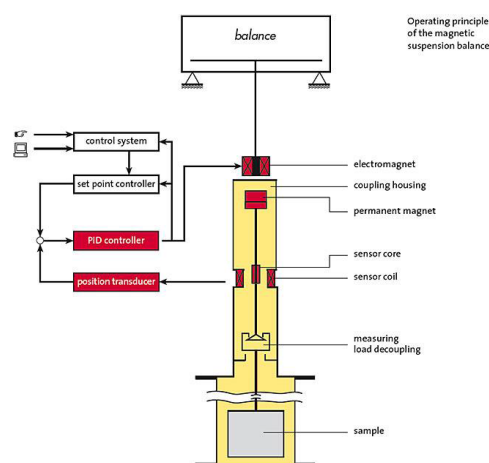 Operating principle
of the magnetic
suspension balance
balance
control system
set point controller
PID controller
position transducer
electromagnet
coupling housing
permanent magnet
sensor core
sensor coil
measuring
load decoupling
sample